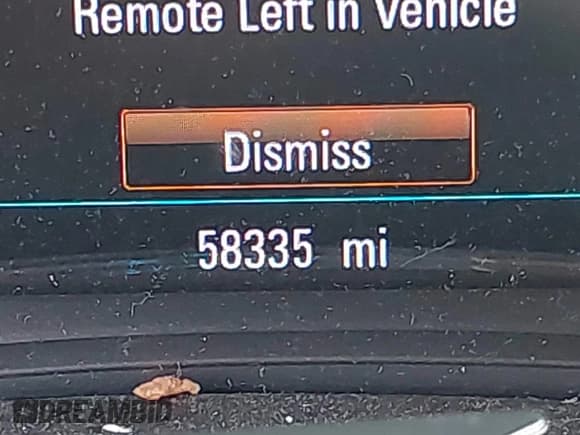 Remote Left in Vehicle
Dismiss
58335 mi
DREAMBID